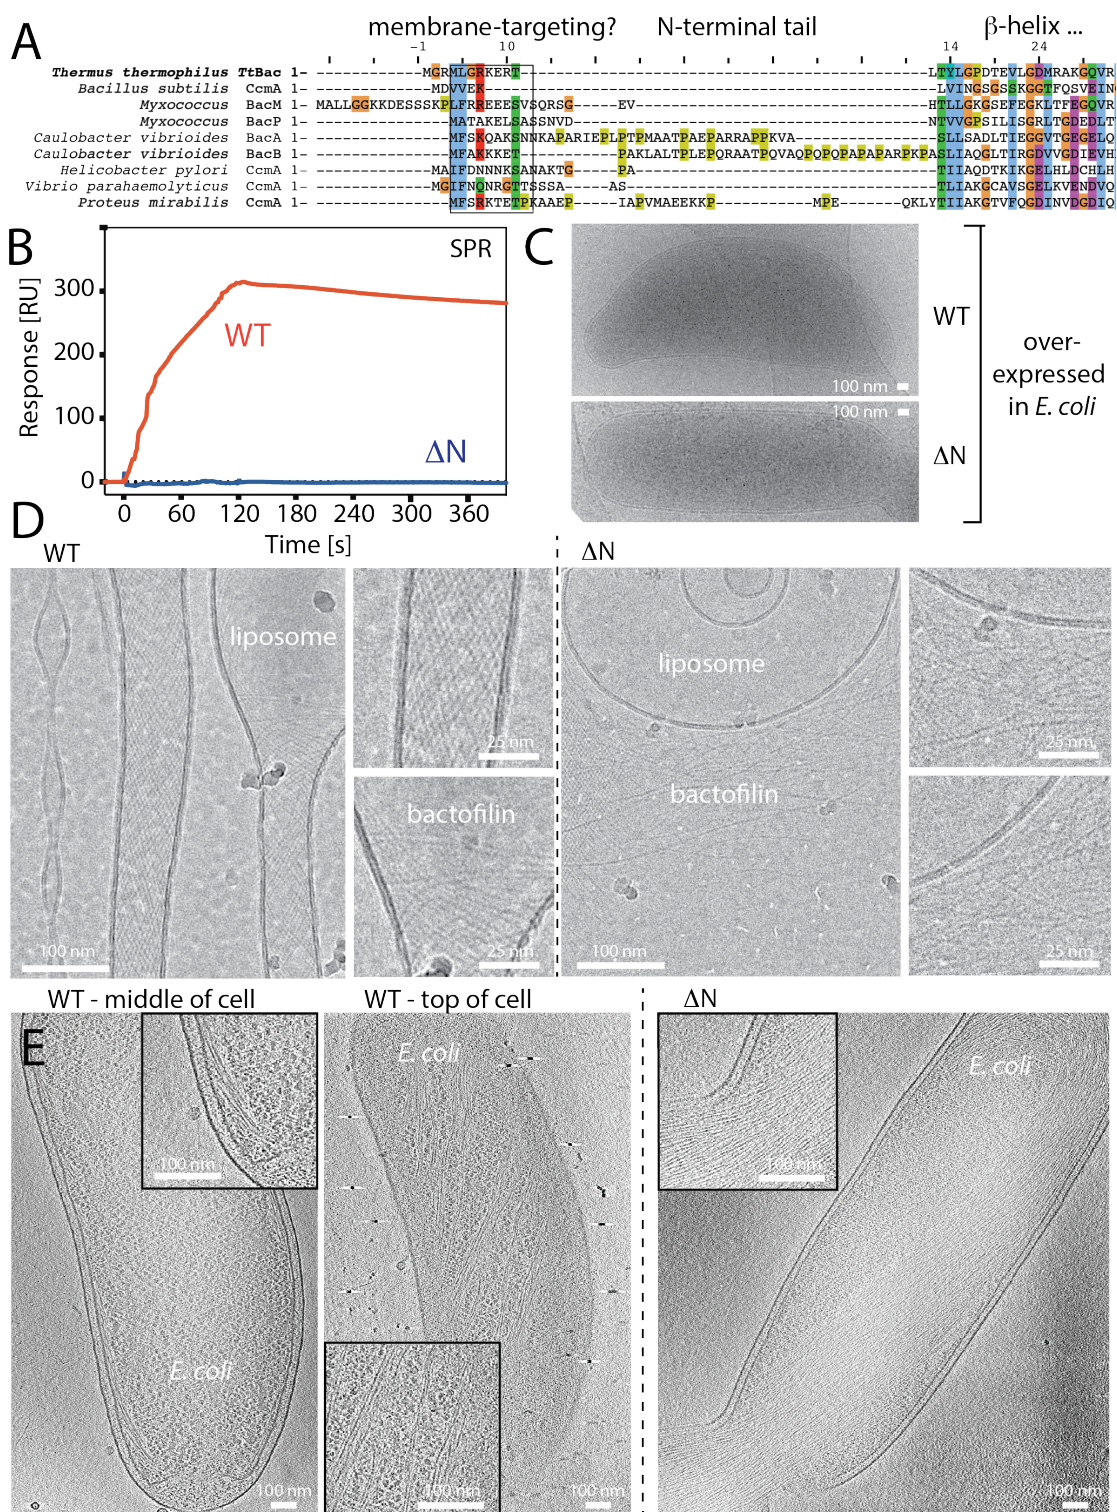 A
membrane-targeting? N-terminal tail β-helix ...
-1 10 14 24
Thermus thermophilus TtBac 1- - -------MGRMLGRKERT-----------------------------------------------LTYLGPDTEVLGDMRAKGQVR
Bacillus subtilis CcmA 1- --------MDVVEK--------------------------------------------------LVINGSGSSKGGTFQSVEIN
Myxococcus BacM 1- MALLGGKKDESSSKPLFRREEESVSQRSG-----EV----------------------------HTLLGKGSEFEGKLTFEGQVR
Myxococcus BacP 1- ----------MATAKELSASSNVD----------------------------------------NTVVGPSILISGRLTGDEDLT
Caulobacter vibrioides BacA 1- ----------MFSKQAKSNNKAPARIEPLPTPMAATPAEPARRAPPKVA---------------PSLISADLTIEGGVTGEGELQ
Caulobacter vibrioides BacB 1- ----------MFAKKKET----------PAKLALTPLEPQRAATPQVAQPQPQPAPAPARPKPASLIAQGLTIRGDVVGDIEVH
Helicobacter pylori CcmA 1- ---------MAIFDNNNKSANAKTG-----PA--------------------------------TIIAQDTKIKGELHLDCHLH
Vibrio parahaemolyticus CcmA 1- --------MGIFNQNRGTTSSSA-----AS----------------------------------TLIAKGCAVSGELKVENDVQ
Proteus mirabilis CcmA 1- ----------MFSRKTETPKAAEP-----IAPVMAEEKKP-----------MPE-------QKLYTIIAKGTVFQGDINVDGDIQ
B
SPR
Response [RU]
300
200
100
0
WT
ΔN
0 60 120 180 240 300 360
Time [s]
C
100 nm
100 nm
WT
ΔN
over-
expressed
in E. coli
D
WT
ΔN
liposome
100 nm
25 nm
bactofilin
25 nm
liposome
bactofilin
100 nm
25 nm
25 nm
E
WT - middle of cell
WT - top of cell
ΔN
100 nm
E. coli
100 nm
E. coli
100 nm
100 nm
100 nm
E. coli
100 nm